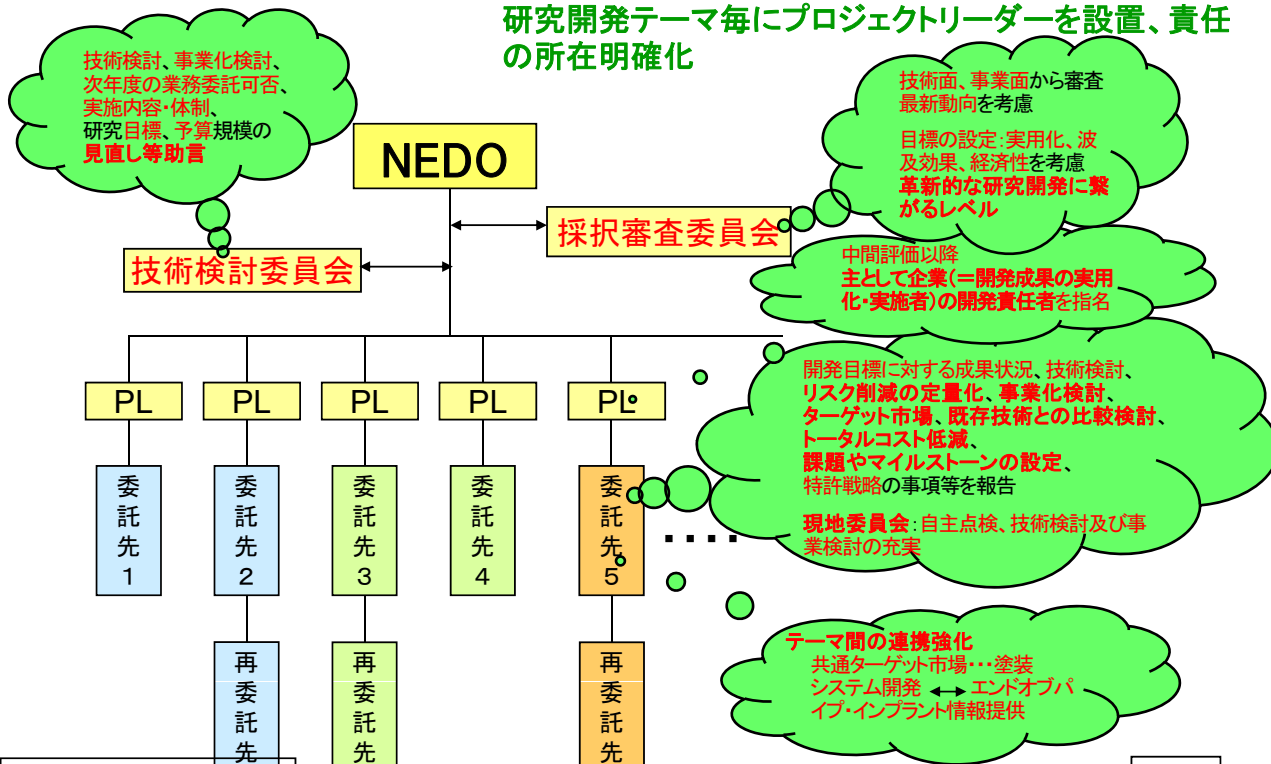 研究開発テーマ毎にプロジェクトリーダーを設置、責任
の所在明確化
技術検討、事業化検討、
次年度の業務委託可否、
実施内容・体制、
研究目標、予算規模の
見直し等助言
技術面、事業面から審査
最新動向を考慮
目標の設定：実用化、波
及効果、経済性を考慮
革新的な研究開発に繋
がるレベル
NEDO
採択審査委員会
技術検討委員会
中間評価以降
主として企業(＝開発成果の実用
化・実施者)の開発責任者を指名
開発目標に対する成果状況、技術検討、
リスク削減の定量化、事業化検討、
ターゲット市場、既存技術との比較検討、
トータルコスト低減、
課題やマイルストーンの設定、
特許戦略の事項等を報告
現地委員会：自主点検、技術検討及び事
業検討の充実
PL
PL
PL
PL
PL
委託先1
委託先2
委託先3
委託先4
委託先5
‥‥
再委託先
再委託先
再委託先
テーマ間の連携強化
共通ターゲット市場・・・塗装
システム開発 ↔ エンドオブパ
イプ・インプラント情報提供